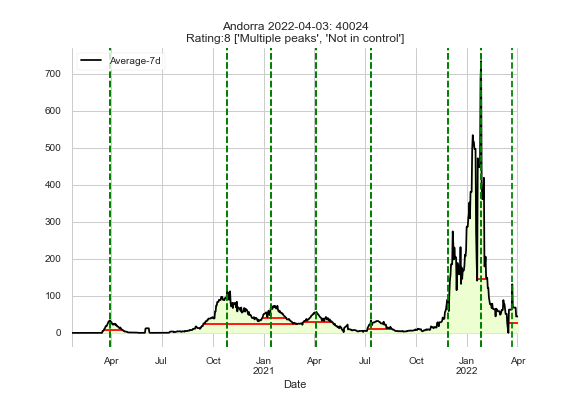 Andorra 2022-04-03: 40024
Rating:8 ['Multiple peaks', 'Not in control']
Average-7d
700
600
500
400
300
200
100
0
Apr Jul Oct Jan Apr Jul Oct Jan Apr
2021 2022
Date